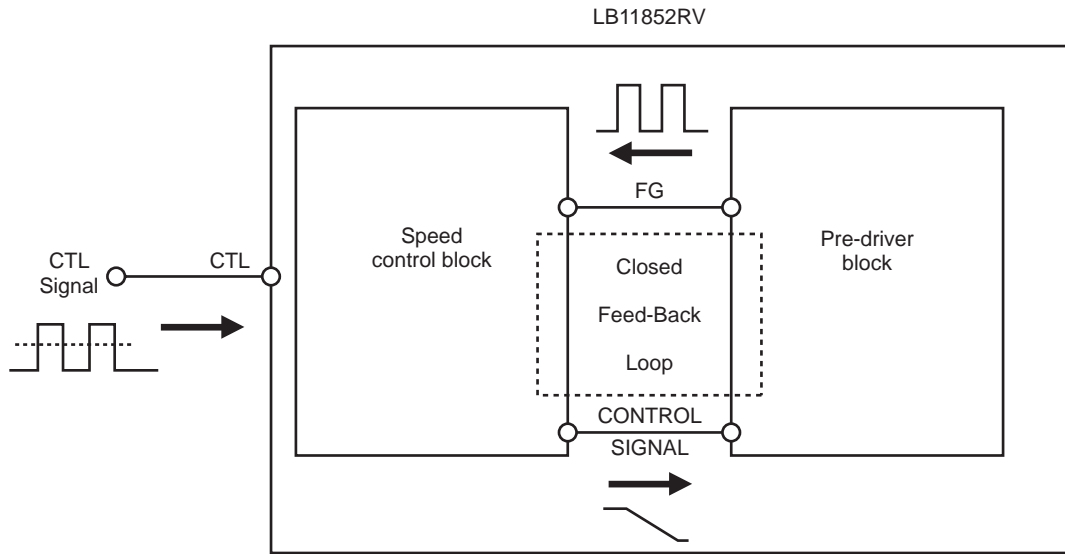 LB11852RV
FG
Speed
control block
Pre-driver
block
CTL
Signal
CTL
Closed
Feed-Back
Loop
CONTROL
SIGNAL